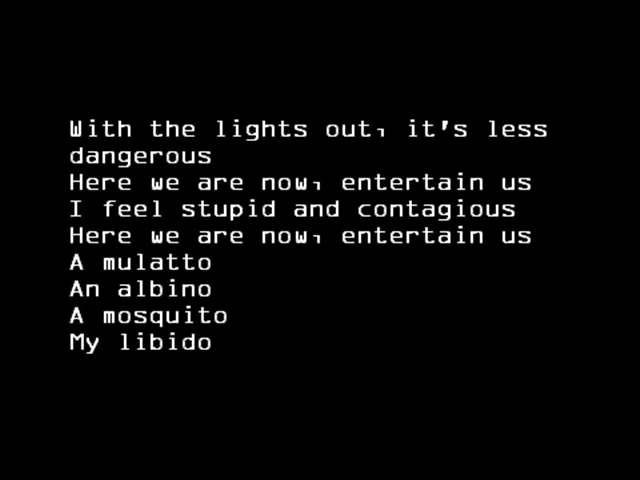 With the lights out, it's less
dangerous
Here we are now, entertain us
I feel stupid and contagious
Here we are now, entertain us
A mulatto
An albino
A mosquito
My libido